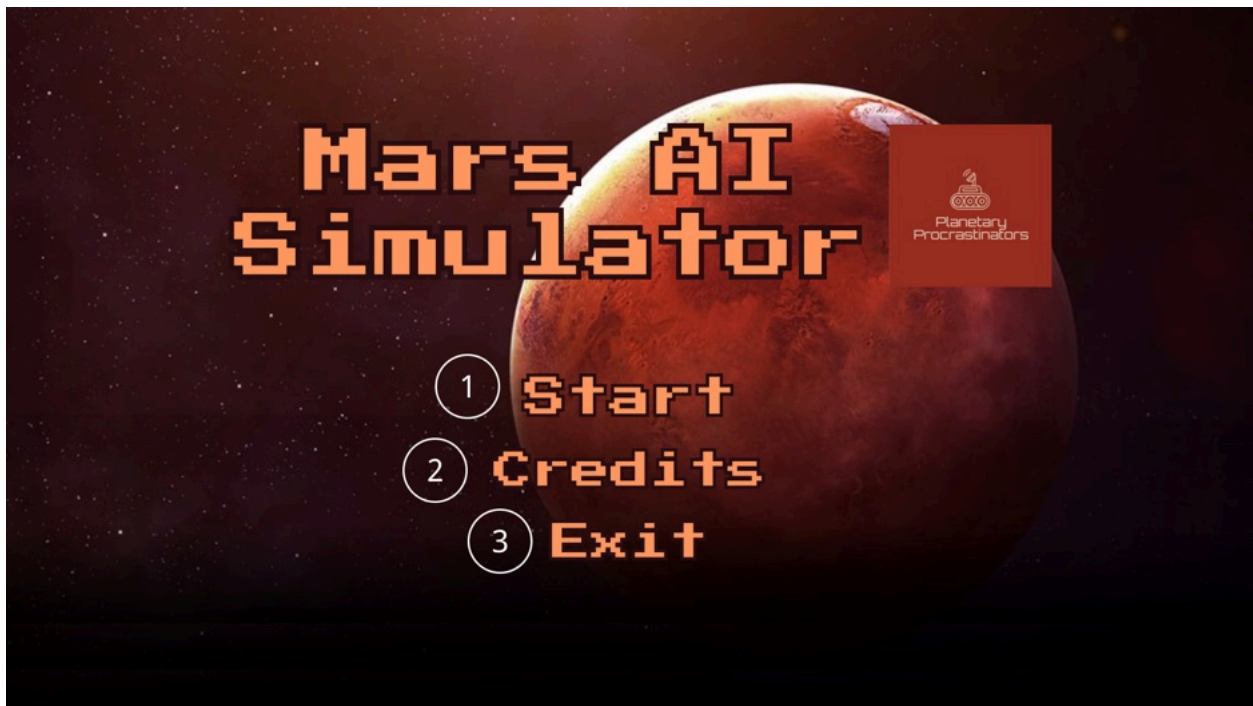 Mars AI
Simulator
Planetary
Procrastinators
1 Start
2 Credits
3 Exit